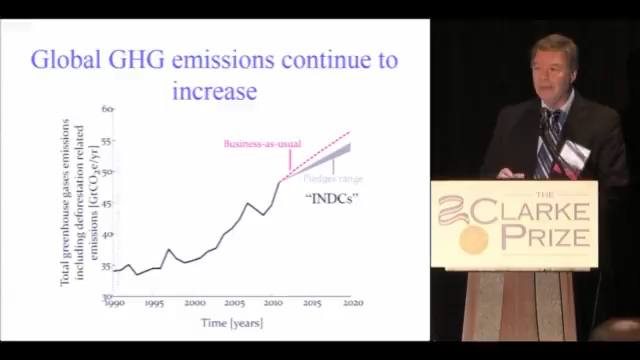 Global GHG emissions continue to
increase
Total greenhouse gases emissions
including deforestation related
emissions [GtCO₂e/yr]
60
55
50
45
40
35
30
Business-as-usual
Pledges range
"INDCs"
1990
1995
2000
2005
2010
2015
2020
Time [years]
THE
CLARKE
PRIZE